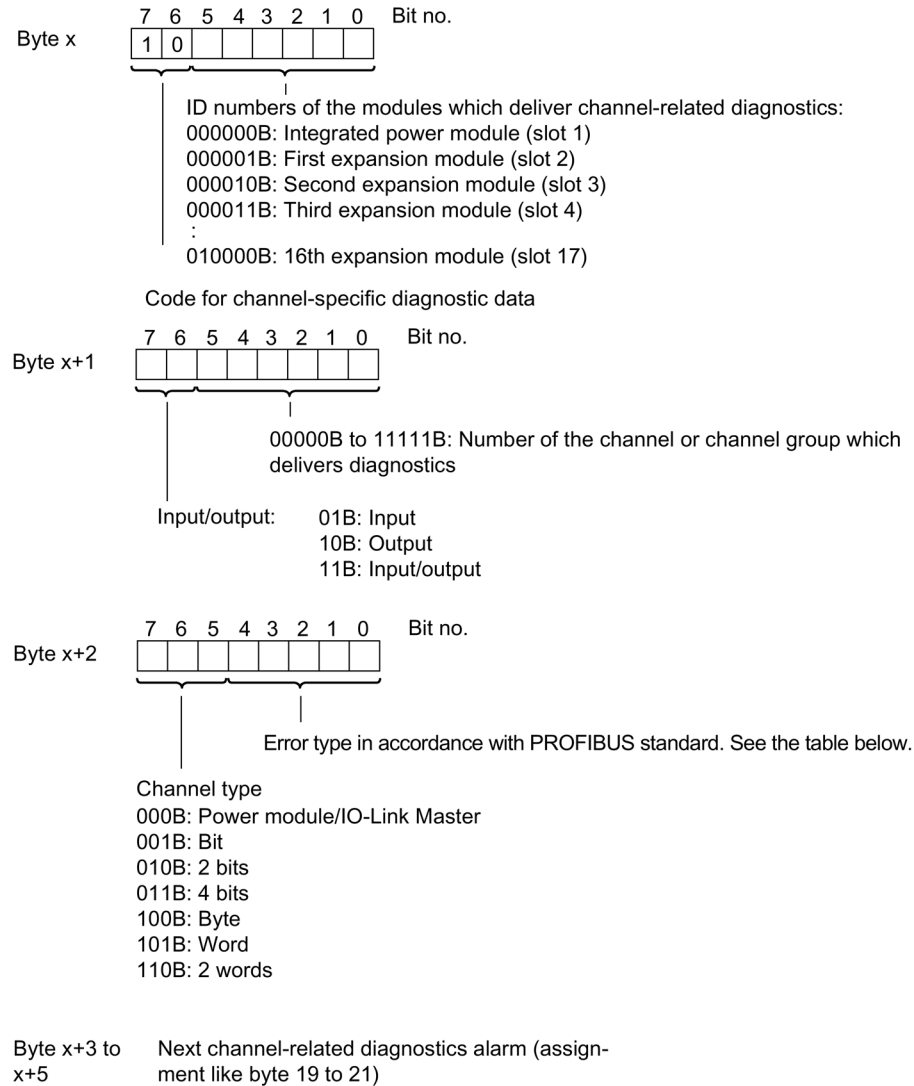 7 6 5 4 3 2 1 0 Bit no.
Byte x
1 0
ID numbers of the modules which deliver channel-related diagnostics:
000000B: Integrated power module (slot 1)
000001B: First expansion module (slot 2)
000010B: Second expansion module (slot 3)
000011B: Third expansion module (slot 4)
:
010000B: 16th expansion module (slot 17)
Code for channel-specific diagnostic data
7 6 5 4 3 2 1 0 Bit no.
Byte x+1
00000B to 11111B: Number of the channel or channel group which
delivers diagnostics
Input/output: 01B: Input
10B: Output
11B: Input/output
7 6 5 4 3 2 1 0 Bit no.
Byte x+2
Error type in accordance with PROFIBUS standard. See the table below.
Channel type
000B: Power module/IO-Link Master
001B: Bit
010B: 2 bits
011B: 4 bits
100B: Byte
101B: Word
110B: 2 words
Byte x+3 to Next channel-related diagnostics alarm (assign-
x+5 ment like byte 19 to 21)